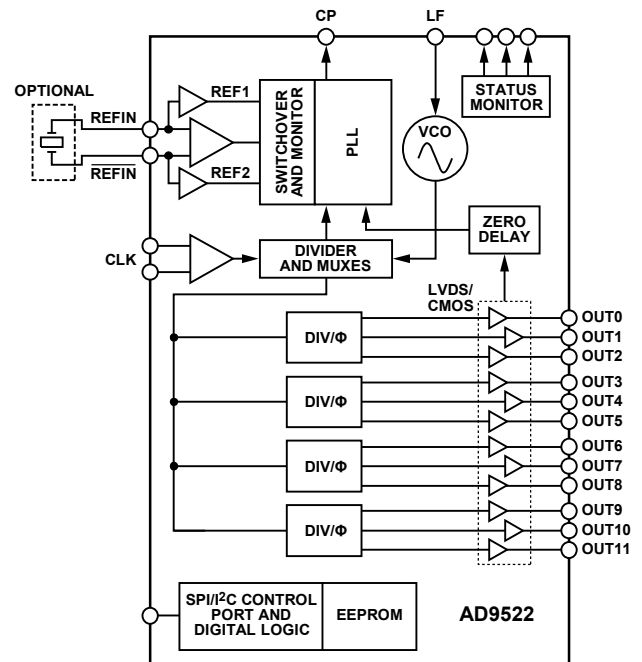 CP
LF
OPTIONAL
REFIN
REFIN
REF1
REF2
SWITCHOVER
AND MONITOR
PLL
VCO
STATUS
MONITOR
ZERO
DELAY
CLK
DIVIDER
AND MUXES
LVDS/
CMOS
DIV/Φ
OUT0
OUT1
OUT2
DIV/Φ
OUT3
OUT4
OUT5
DIV/Φ
OUT6
OUT7
OUT8
DIV/Φ
OUT9
OUT10
OUT11
SPI/I²C CONTROL
PORT AND
DIGITAL LOGIC
EEPROM
AD9522